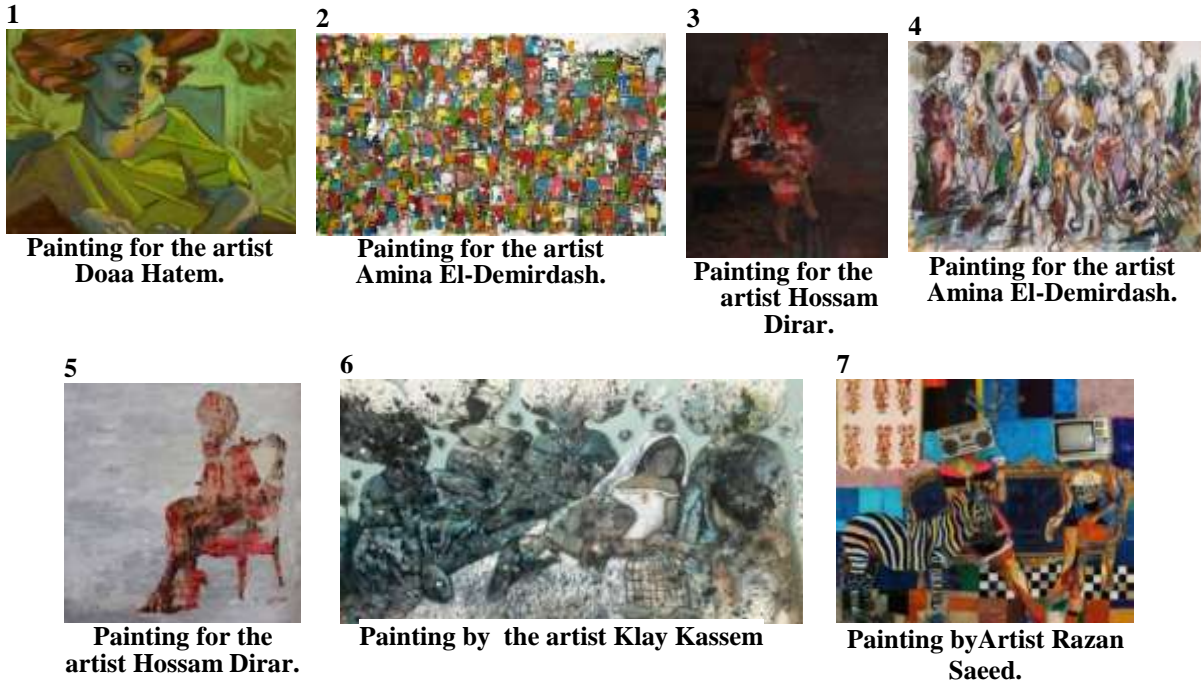 1
Painting for the artist
Doaa Hatem.
2
Painting for the artist
Amina El-Demirdash.
3
Painting for the
artist Hossam
Dirar.
4
Painting for the artist
Amina El-Demirdash.
5
Painting for the
artist Hossam Dirar.
6
Painting by the artist Klay Kassem
7
Painting byArtist Razan
Saeed.